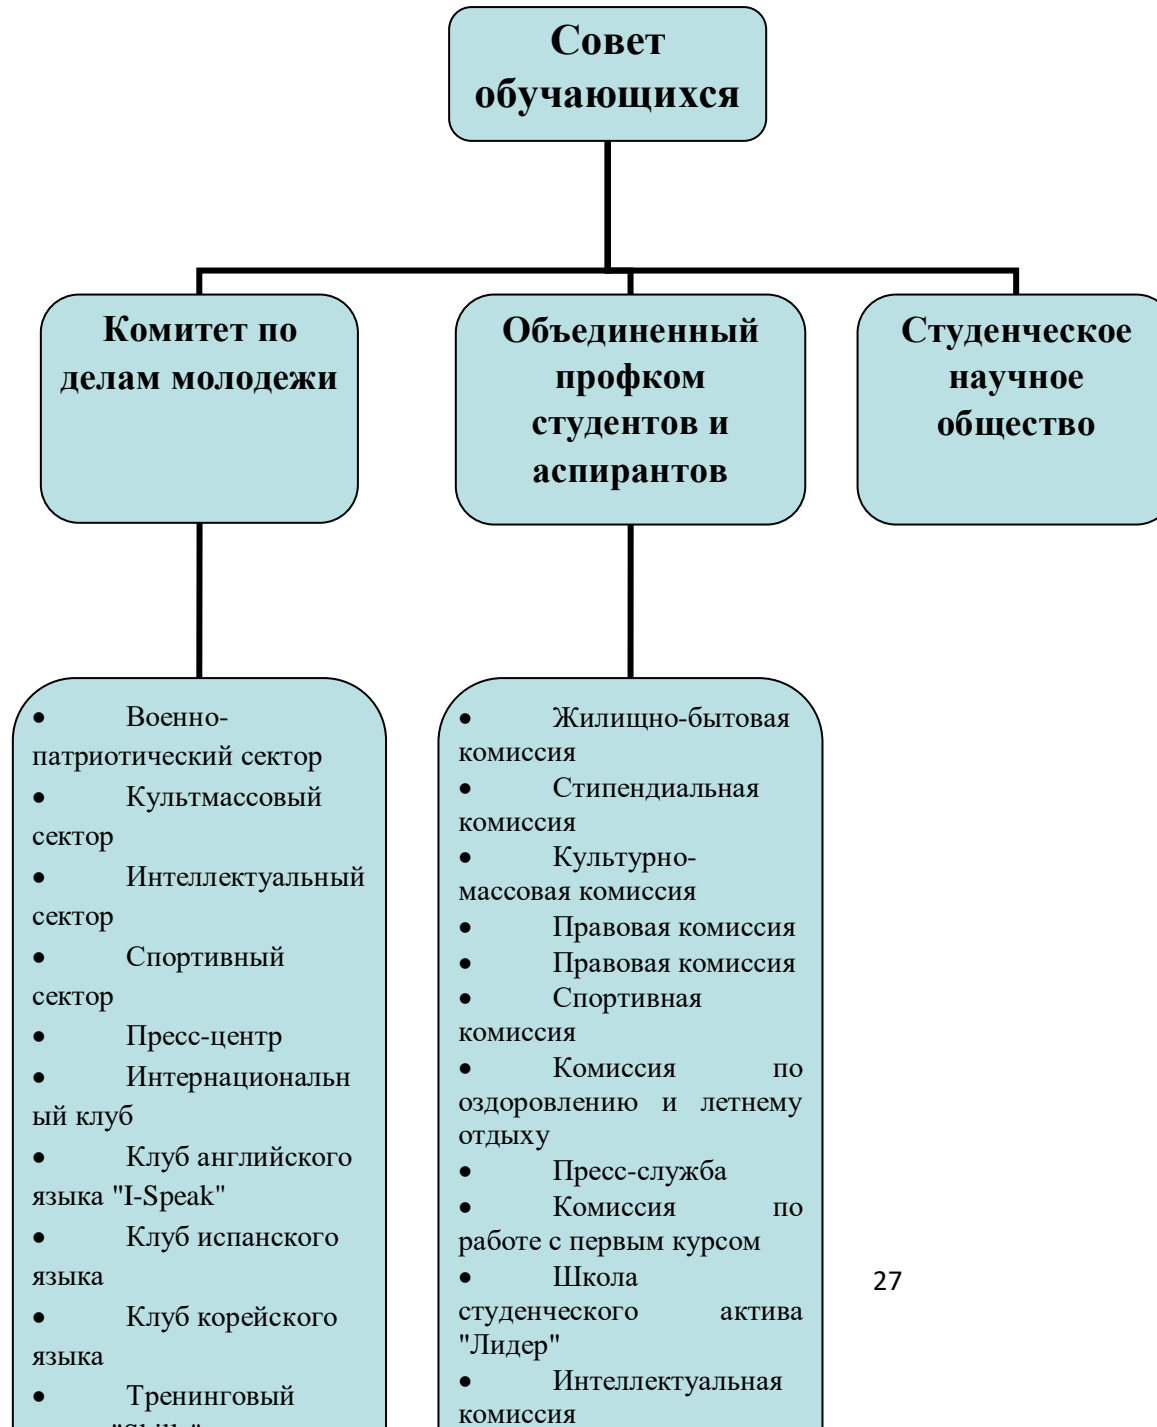 Совет
обучающихся
Комитет по
делам молодежи
Объединенный
профком
студентов и
аспирантов
Студенческое
научное
общество
• Военно-
патриотический сектор
• Культмассовый
сектор
• Интеллектуальный
сектор
• Спортивный
сектор
• Пресс-центр
• Интернациональн
ый клуб
• Клуб английского
языка "I-Speak"
• Клуб испанского
языка
• Клуб корейского
языка
• Тренинговый
• Жилищно-бытовая
комиссия
• Стипендиальная
комиссия
• Культурно-
массовая комиссия
• Правовая комиссия
• Правовая комиссия
• Спортивная
комиссия
• Комиссия по
оздоровлению и летнему
отдыху
• Пресс-служба
• Комиссия по
работе с первым курсом
• Школа
студенческого актива
"Лидер"
• Интеллектуальная
комиссия
27